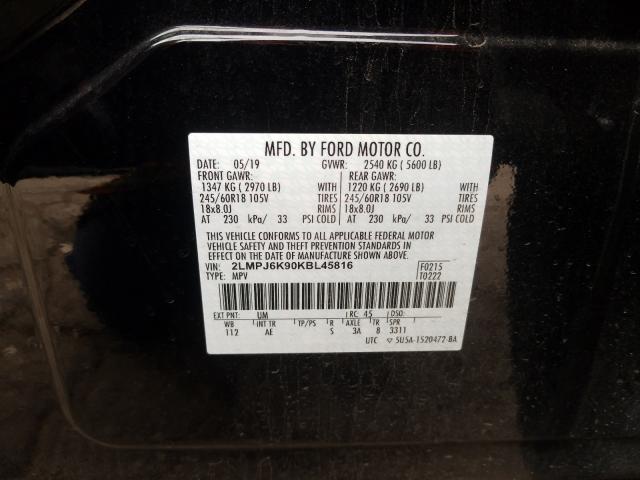 MFD. BY FORD MOTOR CO.
DATE: 05/19 GVWR: 2540 KG ( 5600 LB)
FRONT GAWR: REAR GAWR:
1347 KG ( 2970 LB) WITH 1220 KG ( 2690 LB) WITH
245/60R18 105V TIRES 245/60R18 105V TIRES
18x8.0J RIMS 18x8.0J RIMS
AT 230 kPa/ 33 PSI COLD AT 230 kPa/ 33 PSI COLD
THIS VEHICLE CONFORMS TO ALL APPLICABLE FEDERAL MOTOR
VEHICLE SAFETY AND THEFT PREVENTION STANDARDS IN
EFFECT ON THE DATE OF MANUFACTURE SHOWN ABOVE.
VIN: 2LMPJ6K90KBL45816 F0215
TYPE: MPV T0222
EXT PNT: UM RC: 45 DSO:
WB INT TR TP/PS R AXLE TR SPR
112 AE S 3A 8 3311
UTC 5U5A-1520472-BA